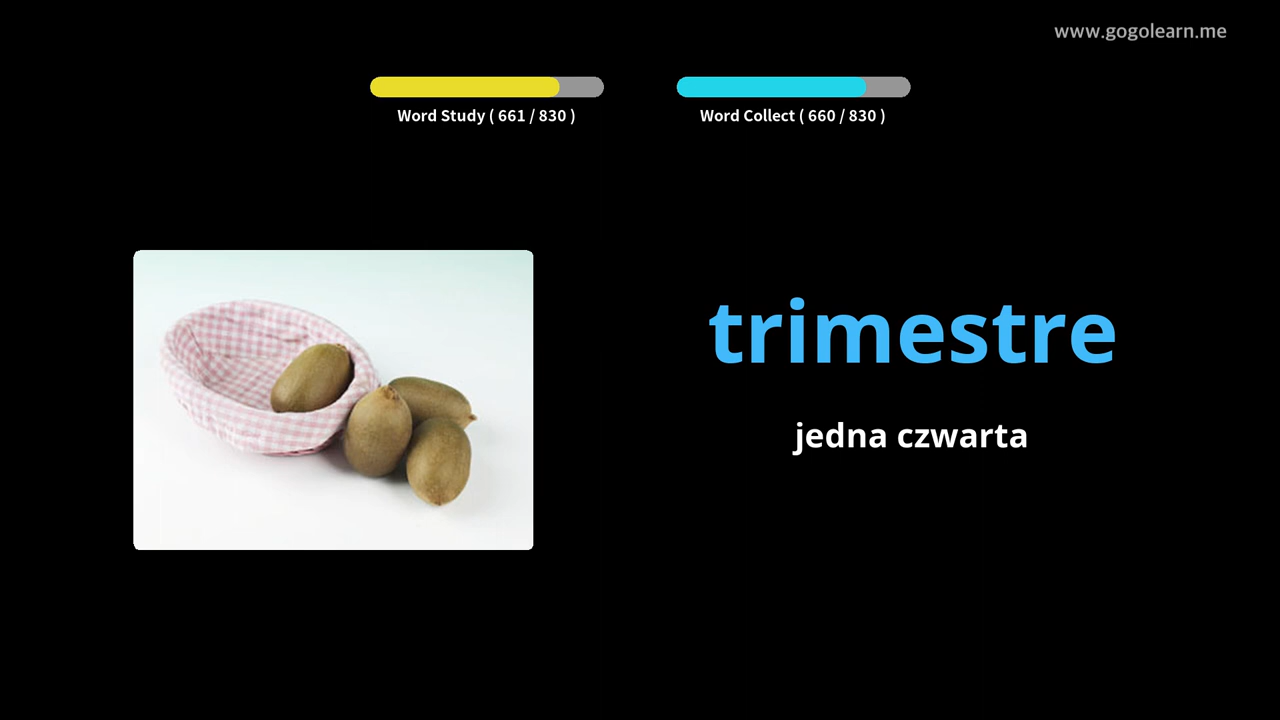 www.gogolearn.me
Word Study ( 661 / 830 )
Word Collect ( 660 / 830 )
trimestre
jedna czwarta